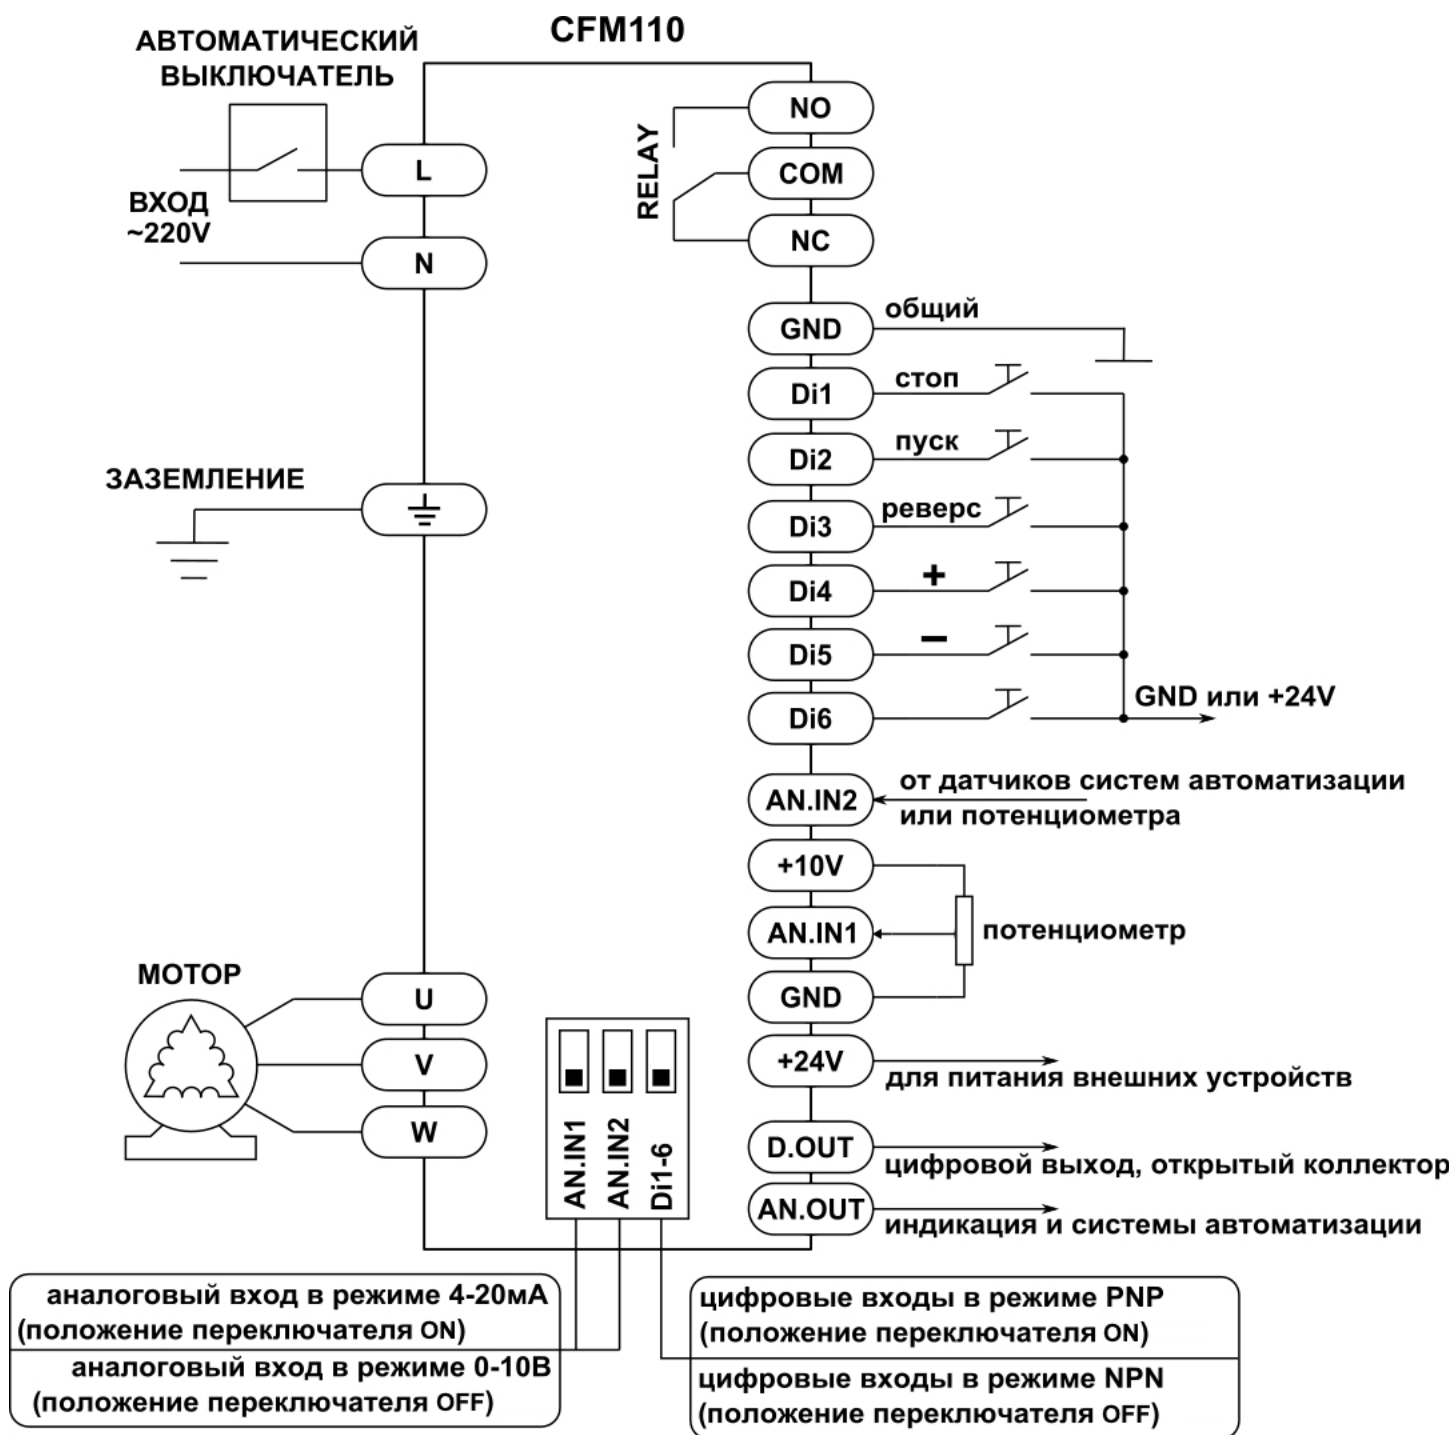 CFM110
АВТОМАТИЧЕСКИЙ
ВЫКЛЮЧАТЕЛЬ
L
ВХОД
~220V
N
ЗАЗЕМЛЕНИЕ
МОТОР
U
V
W
RELAY
NO
COM
NC
GND
общий
Di1
стоп
Di2
пуск
Di3
реверс
Di4
+
Di5
−
Di6
GND или +24V
AN.IN2
от датчиков систем автоматизации
или потенциометра
+10V
AN.IN1
потенциометр
GND
+24V
для питания внешних устройств
D.OUT
цифровой выход, открытый коллектор
AN.OUT
индикация и системы автоматизации
AN.IN1
AN.IN2
Di1-6
аналоговый вход в режиме 4-20мА
(положение переключателя ON)
аналоговый вход в режиме 0-10В
(положение переключателя OFF)
цифровые входы в режиме PNP
(положение переключателя ON)
цифровые входы в режиме NPN
(положение переключателя OFF)